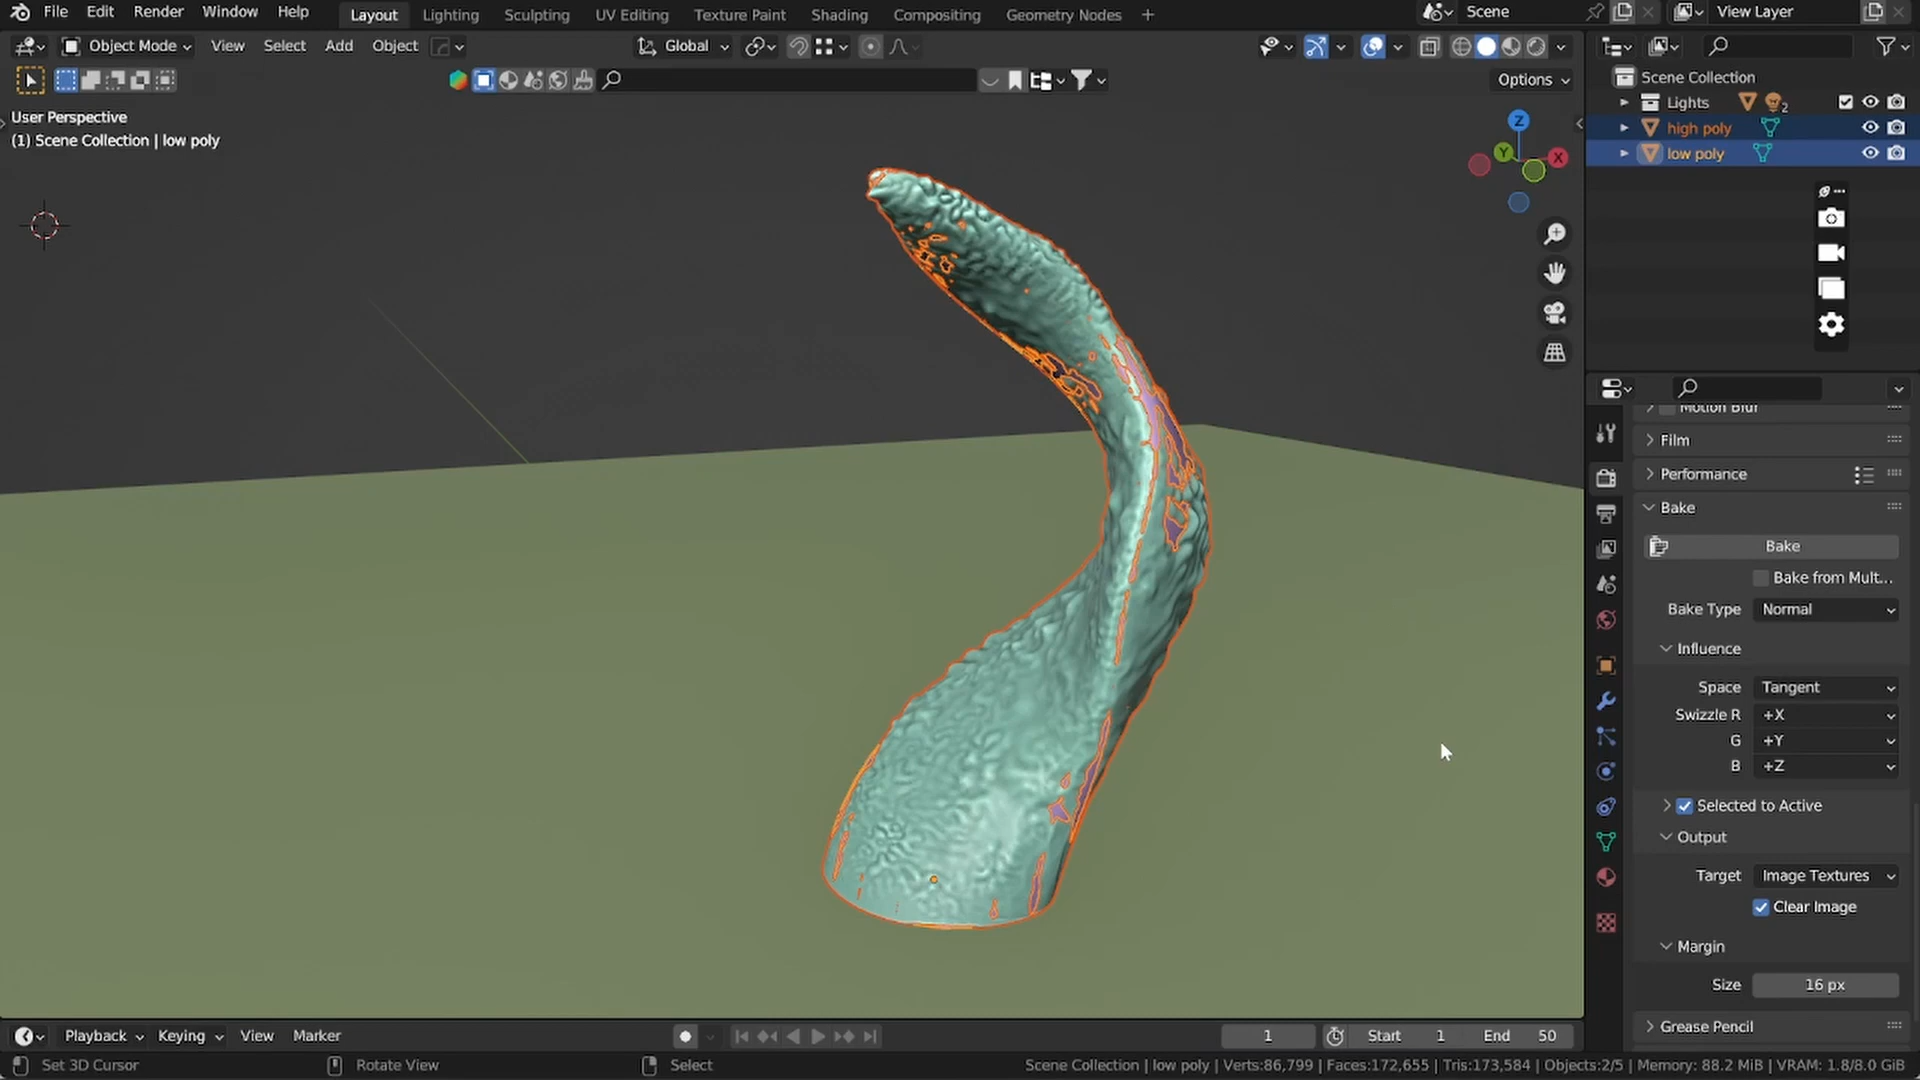 File Edit Render Window Help Layout Lighting Sculpting UV Editing Texture Paint Shading Compositing Geometry Nodes + Scene View Layer
Object Mode View Select Add Object Global
Options
User Perspective
(1) Scene Collection | low poly
Z
Y
X
Scene Collection
Lights 2
high poly
low poly
Motion Blur
Film
Performance
Bake
Bake
Bake from Mult...
Bake Type Normal
Influence
Space Tangent
Swizzle R +X
G +Y
B +Z
Selected to Active
Output
Target Image Textures
Clear Image
Margin
Size 16 px
Grease Pencil
Playback Keying View Marker 1 Start 1 End 50
Set 3D Cursor Rotate View Select Scene Collection | low poly | Verts:86,799 | Faces:172,655 | Tris:173,584 | Objects:2/5 | Memory: 88.2 MiB | VRAM: 1.8/8.0 GiB